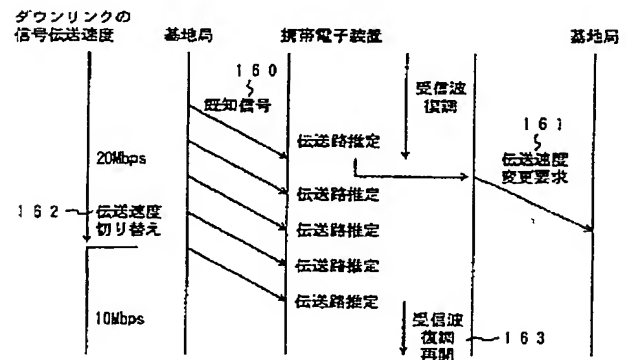 ダウンリンクの
信号伝送速度
基地局
携帯電子装置
基地局
160
既知信号
受信波
復調
161
伝送速度
変更要求
20Mbps
伝送路推定
伝送路推定
伝送路推定
伝送路推定
伝送路推定
162
伝送速度
切り替え
10Mbps
受信波
復調
再開
163